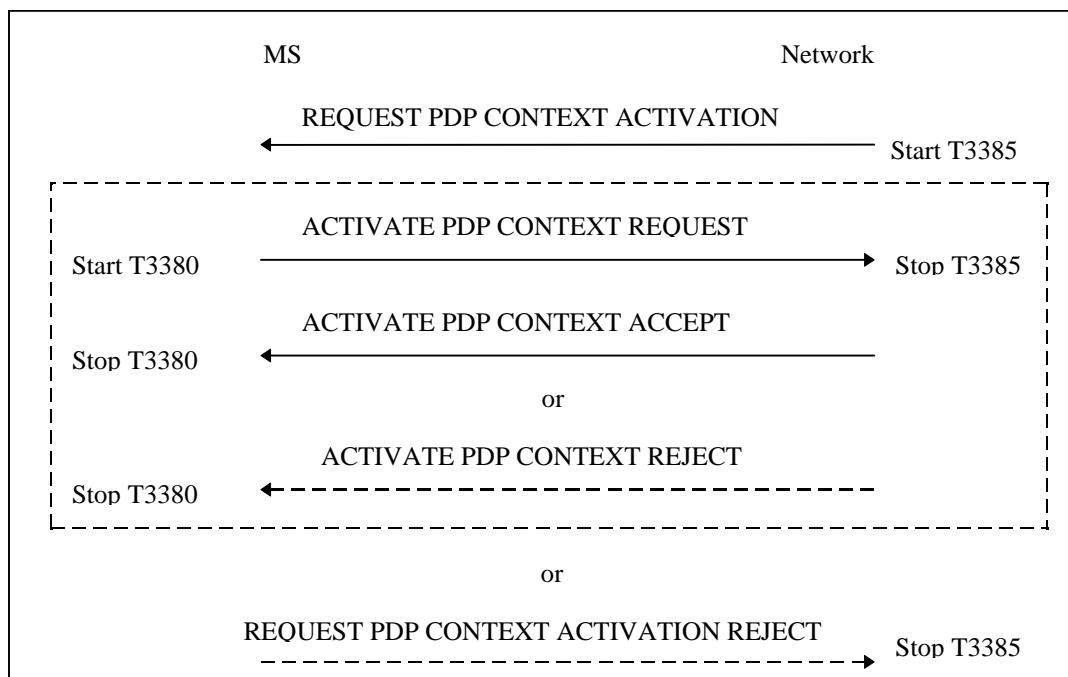 MS Network
REQUEST PDP CONTEXT ACTIVATION
Start T3385
ACTIVATE PDP CONTEXT REQUEST
Start T3380 Stop T3385
ACTIVATE PDP CONTEXT ACCEPT
Stop T3380
or
ACTIVATE PDP CONTEXT REJECT
Stop T3380
or
REQUEST PDP CONTEXT ACTIVATION REJECT
Stop T3385